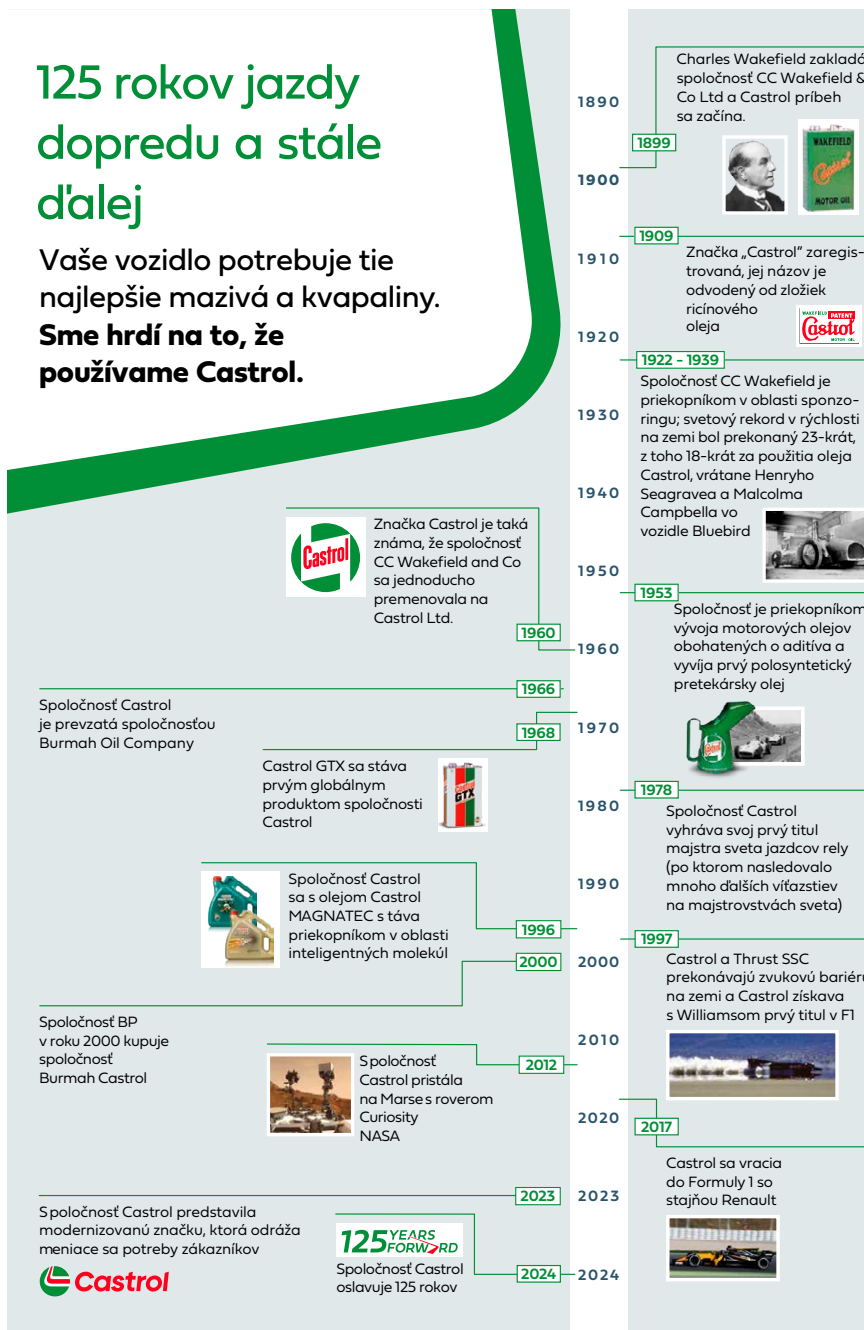 125 rokov jazdy
dopredu a stále
ďalej
Vaše vozidlo potrebuje tie
najlepšie mazivá a kvapaliny.
Sme hrdí na to, že
používame Castrol.
1890
1900
1910
1920
1930
1940
1950
1960
1970
1980
1990
2000
2010
2020
2023
2024
Charles Wakefield zakladá
spoločnosť CC Wakefield &
Co Ltd a Castrol príbeh
sa začína.
1899
WAKEFIELD
Castrol
MOTOR OIL
1909
Značka „Castrol“ zaregis-
trovaná, jej názov je
odvodený od zložiek
ricínového
oleja
WAKEFIELD PATENT
Castrol
MOTOR OIL
1922 - 1939
Spoločnosť CC Wakefield je
priekopníkom v oblasti sponzo-
ringu; svetový rekord v rýchlosti
na zemi bol prekonaný 23-krát,
z toho 18-krát za použitia oleja
Castrol, vrátane Henryho
Seagravea a Malcolma
Campbella vo
vozidle Bluebird
1953
Spoločnosť je priekopníkom
vývoja motorových olejov
obohatených o aditíva a
vyvíja prvý polosyntetický
pretekársky olej
Castrol
Castrol
Značka Castrol je taká
známa, že spoločnosť
CC Wakefield and Co
sa jednoducho
premenovala na
Castrol Ltd.
1960
1966
Spoločnosť Castrol
je prevzatá spoločnosťou
Burmah Oil Company
1968
Castrol GTX sa stáva
prvým globálnym
produktom spoločnosti
Castrol
Castrol
GTX
1978
Spoločnosť Castrol
vyhráva svoj prvý titul
majstra sveta jazdcov rely
(po ktorom nasledovalo
mnoho ďalších víťazstiev
na majstrovstvách sveta)
Spoločnosť Castrol
sa s olejom Castrol
MAGNATEC s táva
priekopníkom v oblasti
inteligentných molekúl
1996
1997
Castrol a Thrust SSC
prekonávajú zvukovú bariéru
na zemi a Castrol získava
s Williamsom prvý titul v F1
2000
Spoločnosť BP
v roku 2000 kupuje
spoločnosť
Burmah Castrol
2012
Spoločnosť
Castrol pristála
na Marse s roverom
Curiosity
NASA
2017
Castrol sa vracia
do Formuly 1 so
stajňou Renault
2023
Spoločnosť Castrol predstavila
modernizovanú značku, ktorá odráža
meniace sa potreby zákazníkov
Castrol
125 YEARS
FORWARD
Spoločnosť Castrol
oslavuje 125 rokov
2024